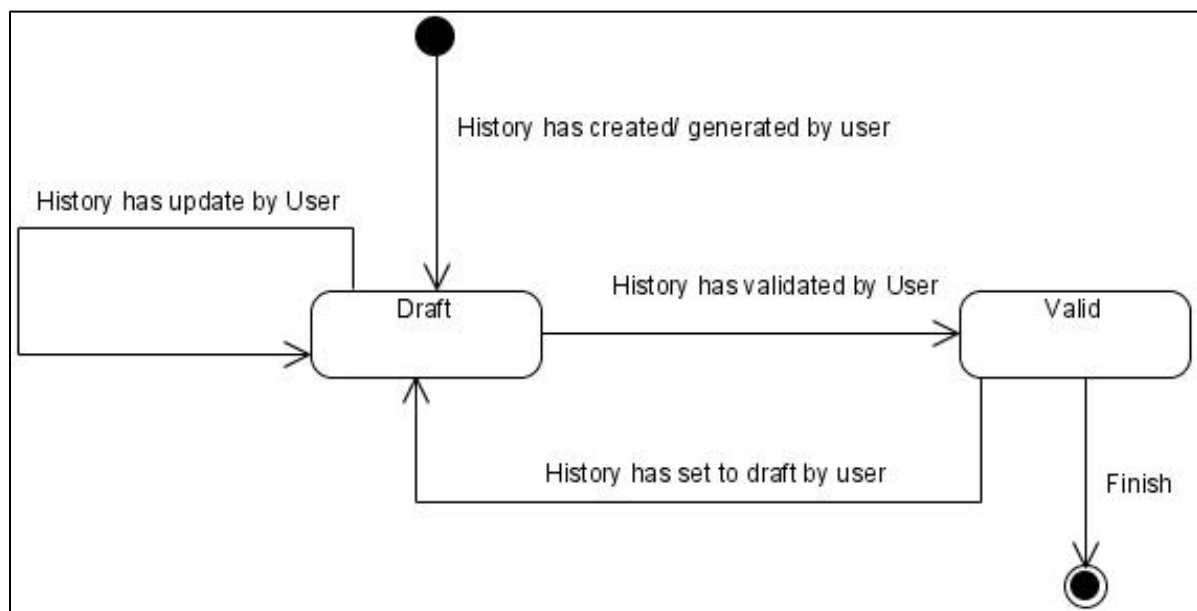 History has created/ generated by user
History has update by User
History has validated by User
Draft
Valid
History has set to draft by user
Finish